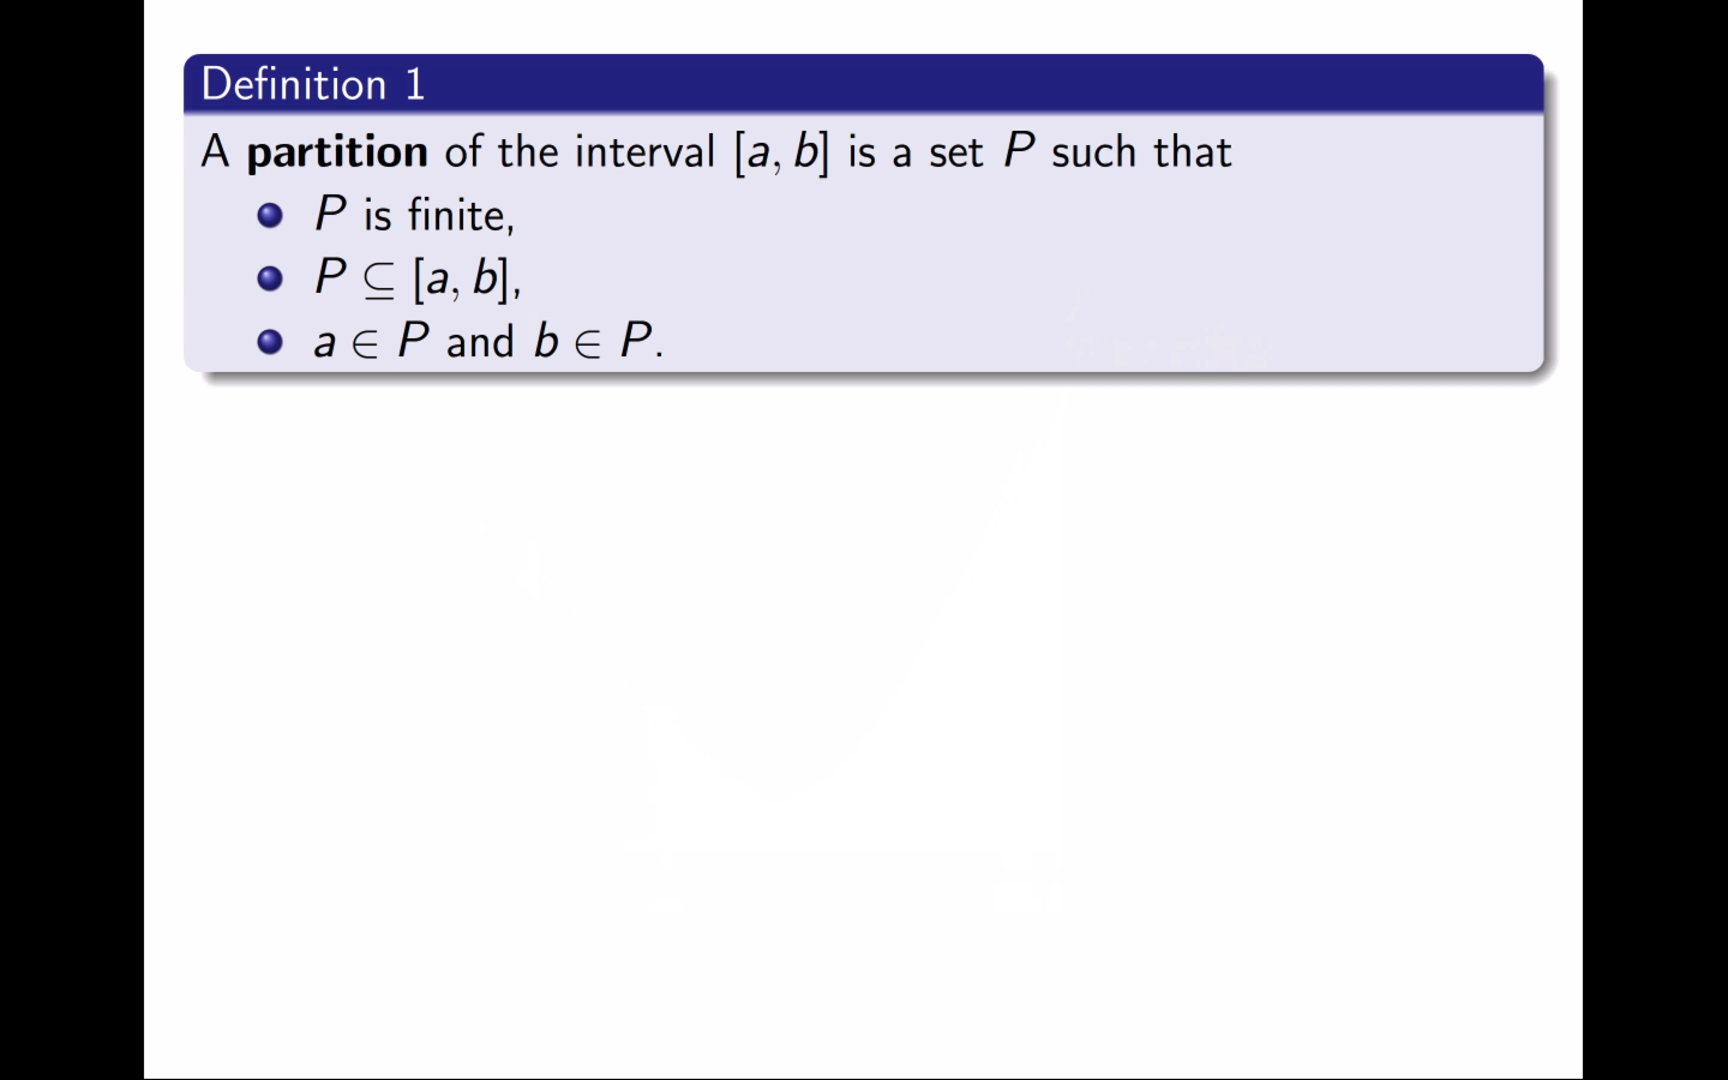 Definition 1
A partition of the interval [a, b] is a set P such that
P is finite,
P ⊆ [a, b],
a ∈ P and b ∈ P.